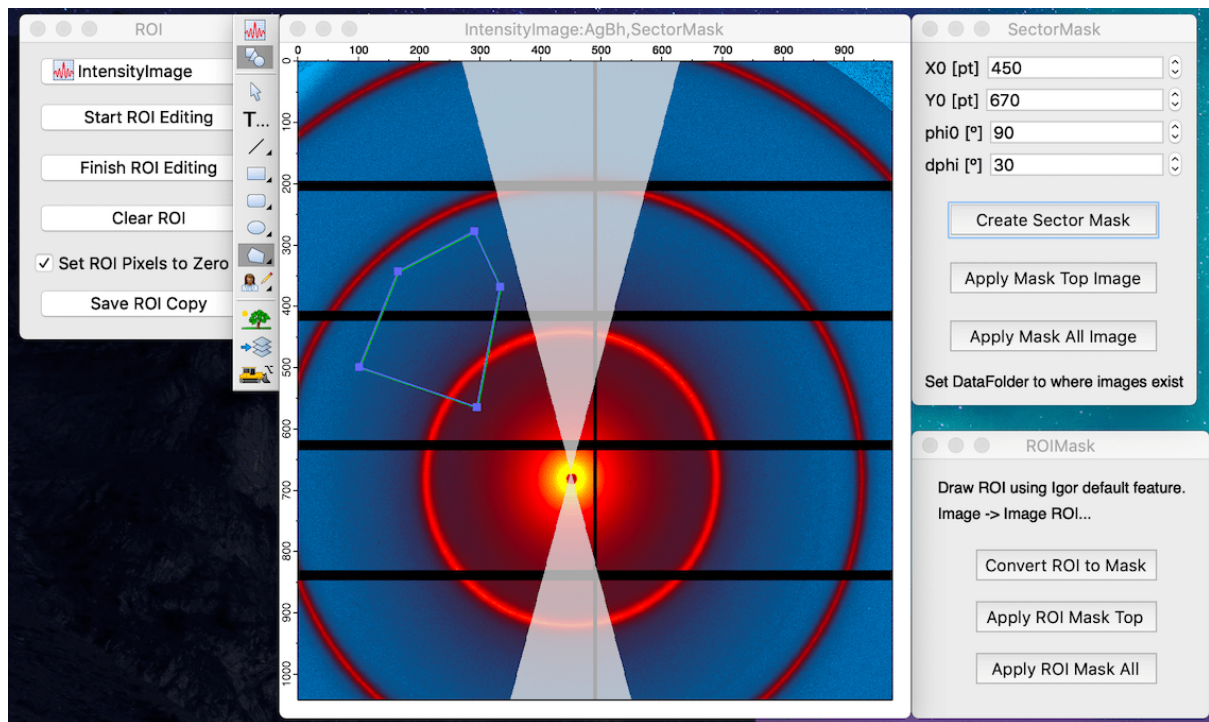 ROI
IntensityImage
Start ROI Editing
Finish ROI Editing
Clear ROI
Set ROI Pixels to Zero
Save ROI Copy
T...
IntensityImage:AgBh,SectorMask
0 100 200 300 400 500 600 700 800 900
0
100
200
300
400
500
600
700
800
900
1000
SectorMask
X0 [pt] 450
Y0 [pt] 670
phi0 [º] 90
dphi [º] 30
Create Sector Mask
Apply Mask Top Image
Apply Mask All Image
Set DataFolder to where images exist
ROIMask
Draw ROI using Igor default feature.
Image -> Image ROI...
Convert ROI to Mask
Apply ROI Mask Top
Apply ROI Mask All